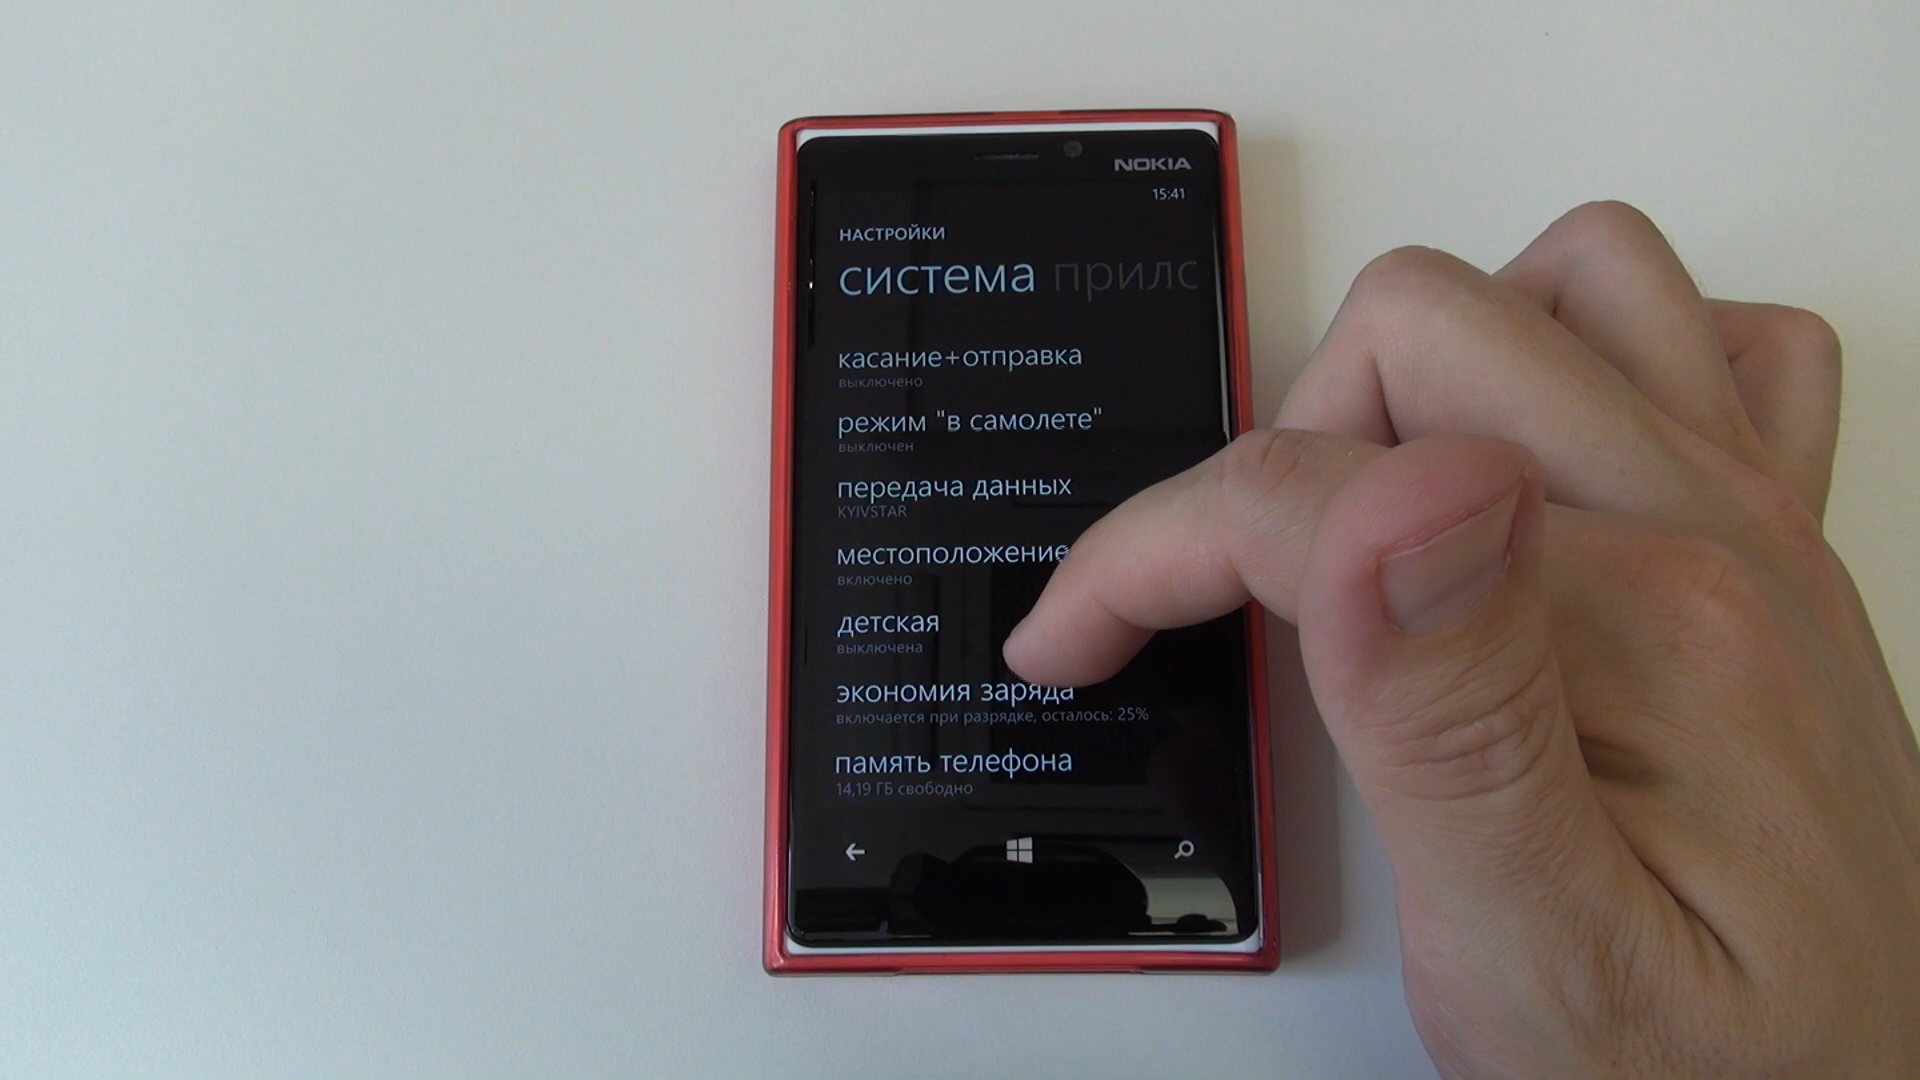 NOKIA
15:41
НАСТРОЙКИ
система прилс
касание+отправка
выключено
режим "в самолете"
выключен
передача данных
KYIVSTAR
местоположение
включено
детская
выключена
экономия заряда
включается при разрядке, осталось: 25%
память телефона
14,19 ГБ свободно